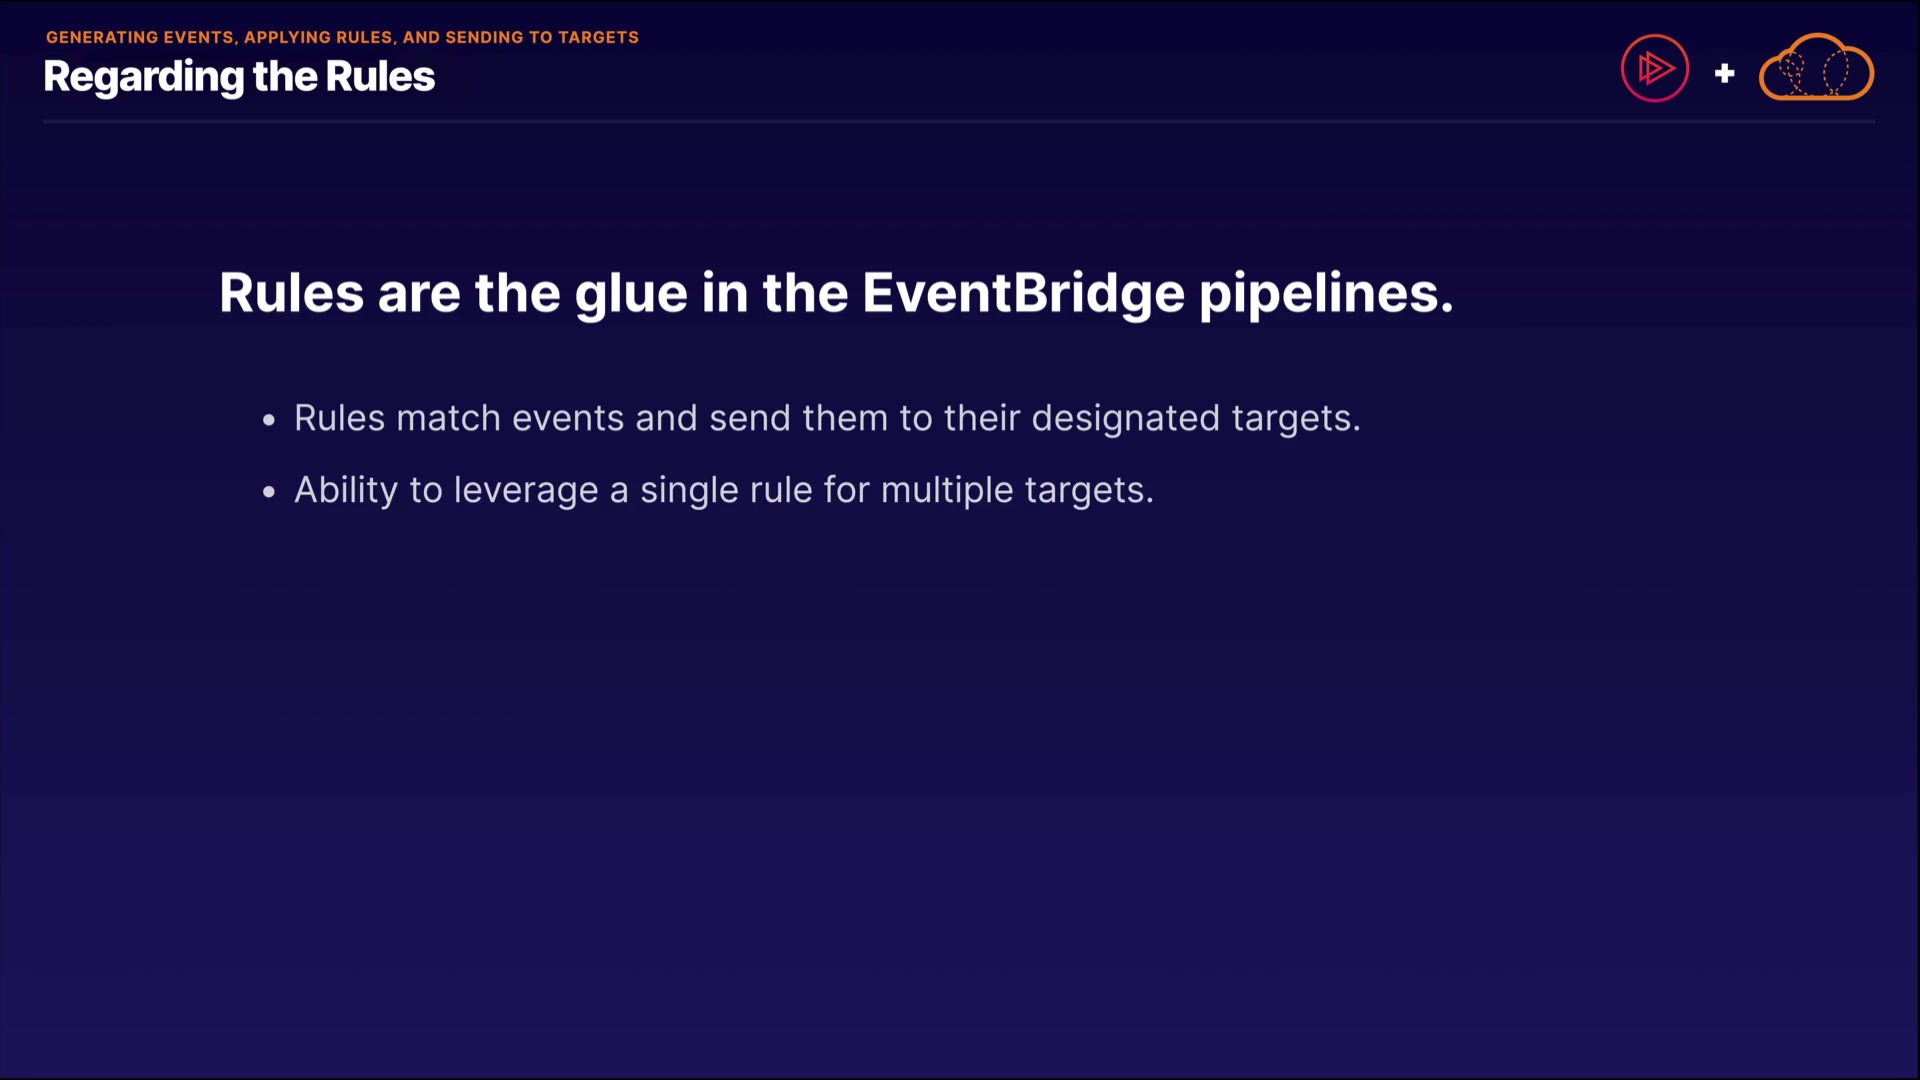 GENERATING EVENTS, APPLYING RULES, AND SENDING TO TARGETS
Regarding the Rules
Rules are the glue in the EventBridge pipelines.
• Rules match events and send them to their designated targets.
• Ability to leverage a single rule for multiple targets.